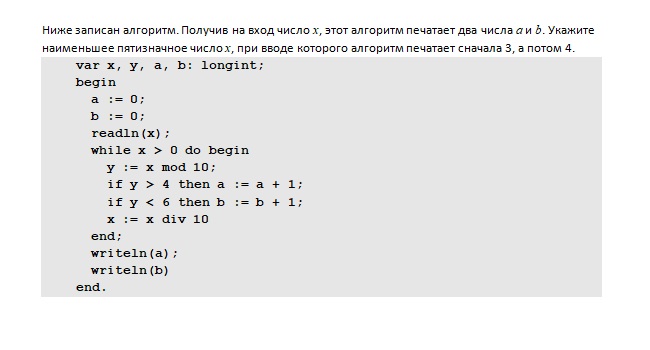 Ниже записан алгоритм. Получив на вход число x, этот алгоритм печатает два числа a и b. Укажите
наименьшее пятизначное число x, при вводе которого алгоритм печатает сначала 3, а потом 4.
var x, y, a, b: longint;
begin
a := 0;
b := 0;
readln(x);
while x > 0 do begin
y := x mod 10;
if y > 4 then a := a + 1;
if y < 6 then b := b + 1;
x := x div 10
end;
writeln(a);
writeln(b)
end.